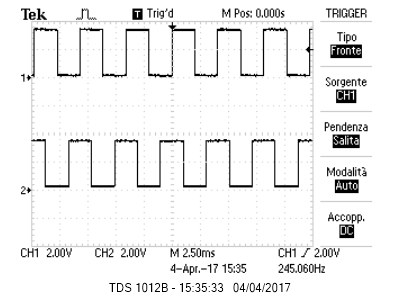 Tek T Trig'd M Pos: 0.000s TRIGGER
Tipo
Fronte
Sorgente
CH1
Pendenza
Salita
Modalità
Auto
Accopp.
DC
1
2
CH1 2.00V CH2 2.00V M 2.50ms CH1 / 2.00V
4-Apr.-17 15:35 245.060Hz
TDS 1012B - 15:35:33 04/04/2017